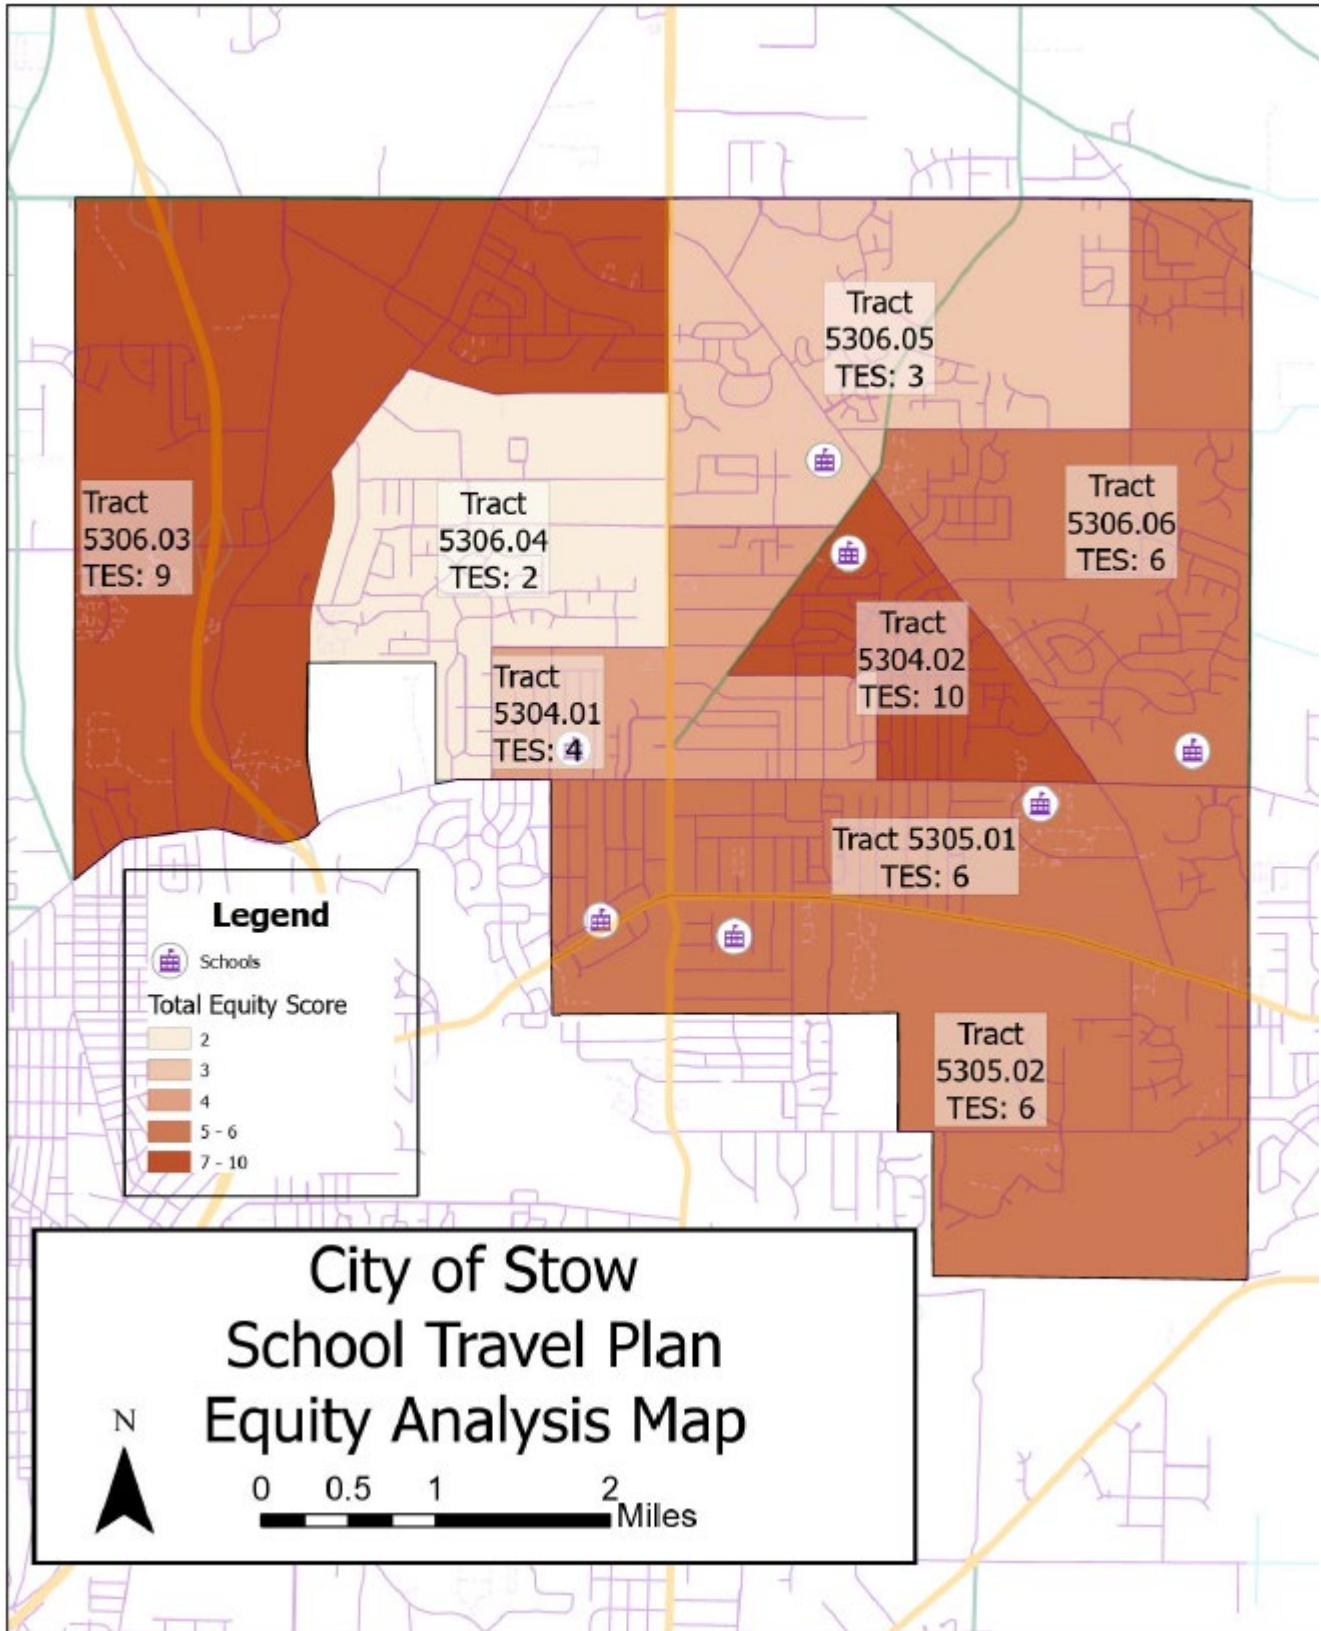 Tract
5306.05
TES: 3
Tract
5306.03
TES: 9
Tract
5306.04
TES: 2
Tract
5306.06
TES: 6
Tract
5304.02
TES: 10
Tract
5304.01
TES: 4
Tract 5305.01
TES: 6
Tract
5305.02
TES: 6
Legend
Schools
Total Equity Score
2
3
4
5 - 6
7 - 10
City of Stow
School Travel Plan
Equity Analysis Map
N
0 0.5 1 2
Miles